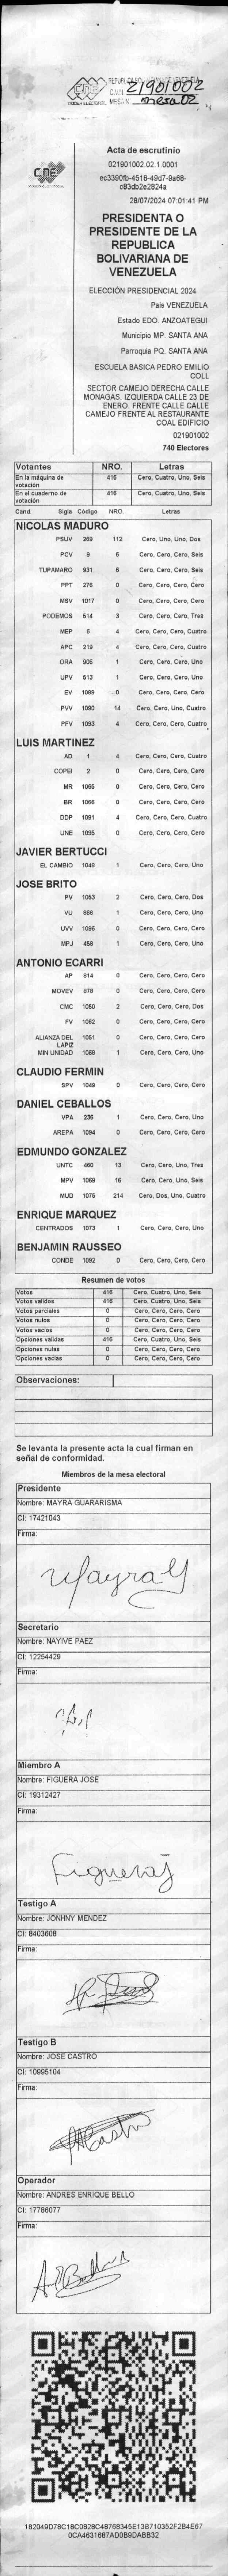 CNE
21901002
MESA 02
Acta de escrutinio
021901002.02.1.0001
ec3390fb-4518-49d7-9a68-
c83db2e2824a
28/07/2024 07:01:41 PM
PRESIDENTA O
PRESIDENTE DE LA
REPUBLICA
BOLIVARIANA DE
VENEZUELA
ELECCIÓN PRESIDENCIAL 2024
País VENEZUELA
Estado EDO. ANZOATEGUI
Municipio MP. SANTA ANA
Parroquia PQ. SANTA ANA
ESCUELA BASICA PEDRO EMILIO
COLL
SECTOR CAMEJO DERECHA CALLE
MONAGAS. IZQUIERDA CALLE 23 DE
ENERO. FRENTE CALLE CALLE
CAMEJO FRENTE AL RESTAURANTE
COAL EDIFICIO
021901002
740 Electores
Votantes NRO. Letras
En la máquina de votación 416 Cero, Cuatro, Uno, Seis
En el cuaderno de votación 416 Cero, Cuatro, Uno, Seis
Cand. Sigla Código NRO. Letras
NICOLAS MADURO
PSUV 269 112 Cero, Uno, Uno, Dos
PCV 9 6 Cero, Cero, Cero, Seis
TUPAMARO 931 6 Cero, Cero, Cero, Seis
PPT 276 0 Cero, Cero, Cero, Cero
MSV 1017 0 Cero, Cero, Cero, Cero
PODEMOS 514 3 Cero, Cero, Cero, Tres
MEP 6 4 Cero, Cero, Cero, Cuatro
APC 219 4 Cero, Cero, Cero, Cuatro
ORA 906 1 Cero, Cero, Cero, Uno
UPV 513 1 Cero, Cero, Cero, Uno
EV 1089 0 Cero, Cero, Cero, Cero
PVV 1090 14 Cero, Cero, Uno, Cuatro
PFV 1093 4 Cero, Cero, Cero, Cuatro
LUIS MARTINEZ
AD 1 4 Cero, Cero, Cero, Cuatro
COPEI 2 0 Cero, Cero, Cero, Cero
MR 1065 0 Cero, Cero, Cero, Cero
BR 1066 0 Cero, Cero, Cero, Cero
DDP 1091 4 Cero, Cero, Cero, Cuatro
UNE 1095 0 Cero, Cero, Cero, Cero
JAVIER BERTUCCI
EL CAMBIO 1048 1 Cero, Cero, Cero, Uno
JOSE BRITO
PV 1053 2 Cero, Cero, Cero, Dos
VU 868 1 Cero, Cero, Cero, Uno
UVV 1096 0 Cero, Cero, Cero, Cero
MPJ 456 1 Cero, Cero, Cero, Uno
ANTONIO ECARRI
AP 814 0 Cero, Cero, Cero, Cero
MOVEV 878 0 Cero, Cero, Cero, Cero
CMC 1050 2 Cero, Cero, Cero, Dos
FV 1062 0 Cero, Cero, Cero, Cero
ALIANZA DEL LAPIZ 1051 0 Cero, Cero, Cero, Cero
MIN UNIDAD 1068 1 Cero, Cero, Cero, Uno
CLAUDIO FERMIN
SPV 1049 0 Cero, Cero, Cero, Cero
DANIEL CEBALLOS
VPA 236 1 Cero, Cero, Cero, Uno
AREPA 1094 0 Cero, Cero, Cero, Cero
EDMUNDO GONZALEZ
UNTC 460 13 Cero, Cero, Uno, Tres
MPV 1069 16 Cero, Cero, Uno, Seis
MUD 1075 214 Cero, Dos, Uno, Cuatro
ENRIQUE MARQUEZ
CENTRADOS 1073 1 Cero, Cero, Cero, Uno
BENJAMIN RAUSSEO
CONDE 1092 0 Cero, Cero, Cero, Cero
Resumen de votos
Votos 416 Cero, Cuatro, Uno, Seis
Votos validos 416 Cero, Cuatro, Uno, Seis
Votos parciales 0 Cero, Cero, Cero, Cero
Votos nulos 0 Cero, Cero, Cero, Cero
Votos vacios 0 Cero, Cero, Cero, Cero
Opciones validas 416 Cero, Cuatro, Uno, Seis
Opciones nulas 0 Cero, Cero, Cero, Cero
Opciones vacias 0 Cero, Cero, Cero, Cero
Observaciones:
Se levanta la presente acta la cual firman en
señal de conformidad.
Miembros de la mesa electoral
Presidente
Nombre: MAYRA GUARARISMA
CI: 17421043
Firma:
Mayra G
Secretario
Nombre: NAYIVE PAEZ
CI: 12254429
Firma:
Miembro A
Nombre: FIGUERA JOSE
CI: 19312427
Firma:
Figuera J
Testigo A
Nombre: JONHNY MENDEZ
CI: 8403608
Firma:
Testigo B
Nombre: JOSE CASTRO
CI: 10995104
Firma:
Operador
Nombre: ANDRES ENRIQUE BELLO
CI: 17786077
Firma:
182049D78C18C0828C48768345E13B710352F2B4E67
0CA4631687AD0B9DABB32